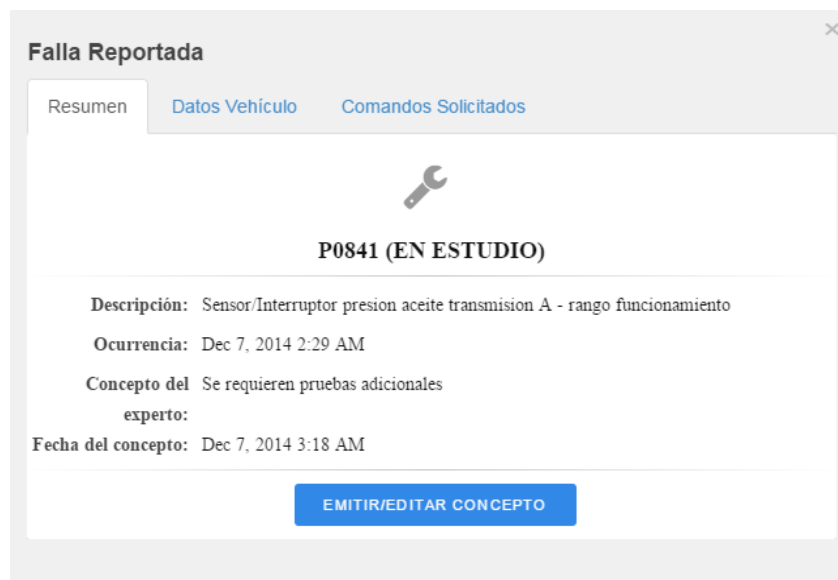 ×
Falla Reportada
Resumen Datos Vehículo Comandos Solicitados
P0841 (EN ESTUDIO)
Descripción: Sensor/Interruptor presion aceite transmision A - rango funcionamiento
Ocurrencia: Dec 7, 2014 2:29 AM
Concepto del Se requieren pruebas adicionales
experto:
Fecha del concepto: Dec 7, 2014 3:18 AM
EMITIR/EDITAR CONCEPTO